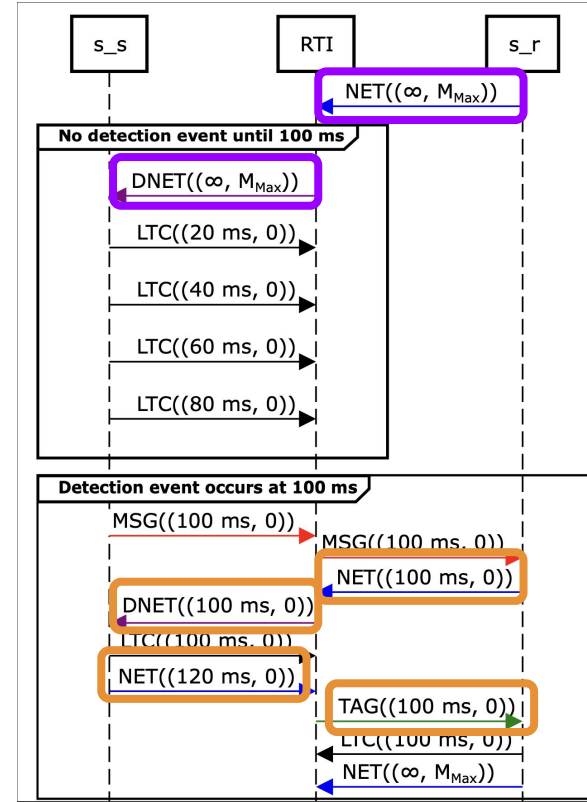 s_s RTI s_r
NET((∞, M_Max))
No detection event until 100 ms
DNET((∞, M_Max))
LTC((20 ms, 0))
LTC((40 ms, 0))
LTC((60 ms, 0))
LTC((80 ms, 0))
Detection event occurs at 100 ms
MSG((100 ms, 0))
MSG((100 ms, 0))
NET((100 ms, 0))
DNET((100 ms, 0))
LTC((100 ms, 0))
NET((120 ms, 0))
TAG((100 ms, 0))
LTC((100 ms, 0))
NET((∞, M_Max))